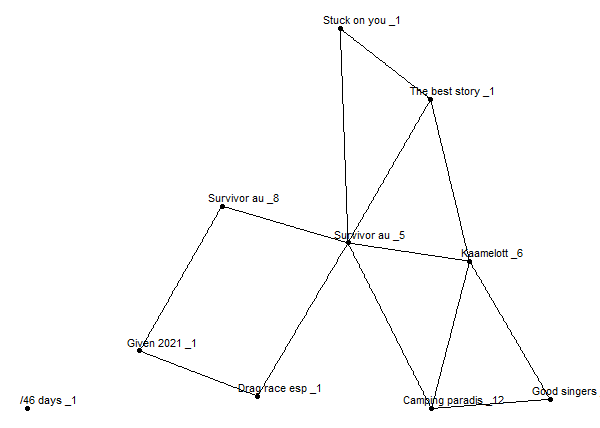 Stuck on you _1
The best story _1
Survivor au _8
Survivor au _5
Kaamelott _6
Given 2021 _1
Drag race esp _1
Good singers
/46 days _1
Camping paradis _12